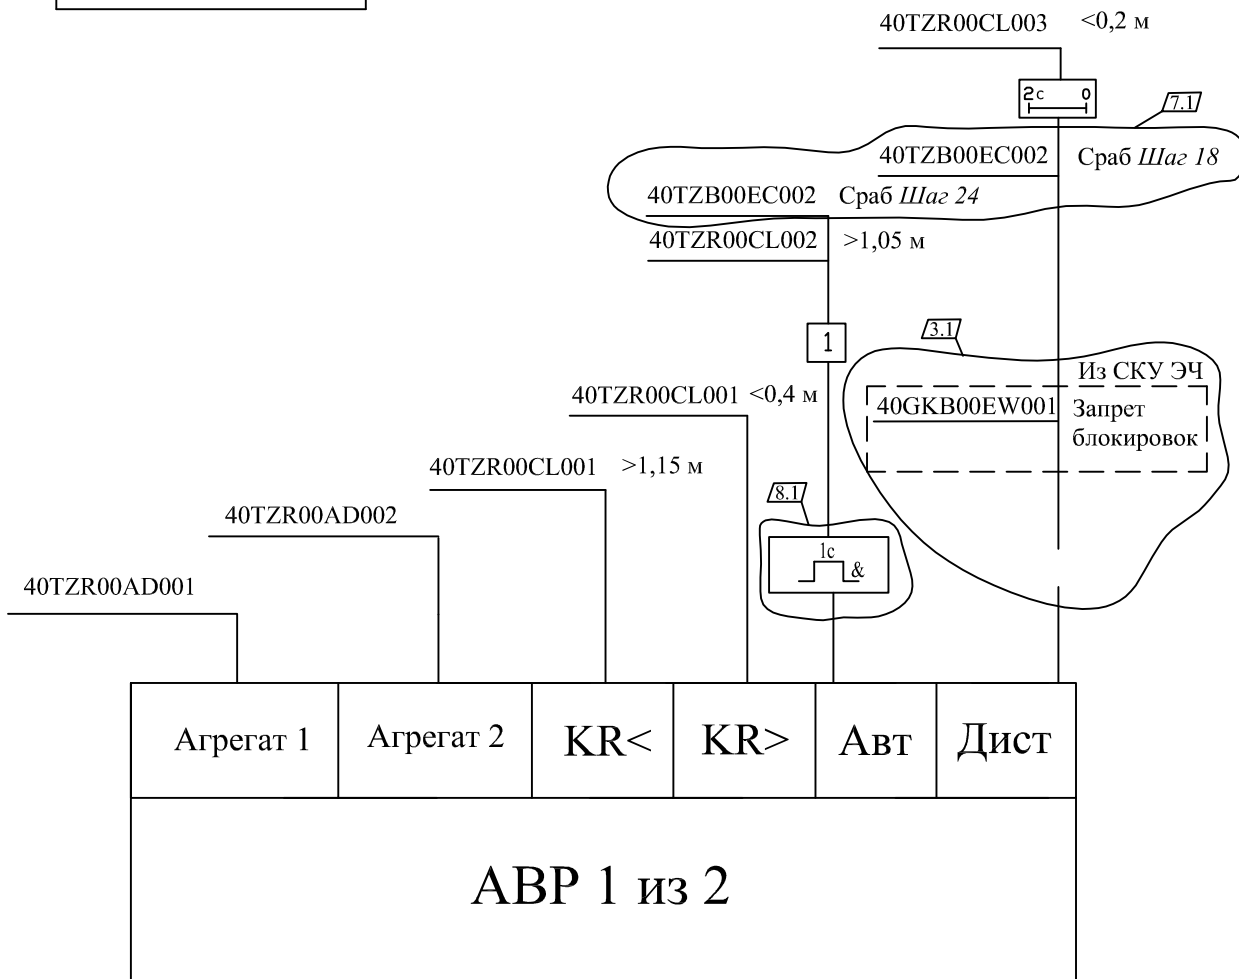 40TZR00CL003 <0,2 м
2с 0
7.1
40TZB00EC002 Сраб Шаг 18
40TZB00EC002 Сраб Шаг 24
40TZR00CL002 >1,05 м
3.1
1
Из СКУ ЭЧ
40TZR00CL001 <0,4 м
40GKB00EW001 Запрет
блокировок
40TZR00CL001 >1,15 м
8.1
40TZR00AD002
1с
&
40TZR00AD001
Агрегат 1 Агрегат 2 KR< KR> Авт Дист
АВР 1 из 2